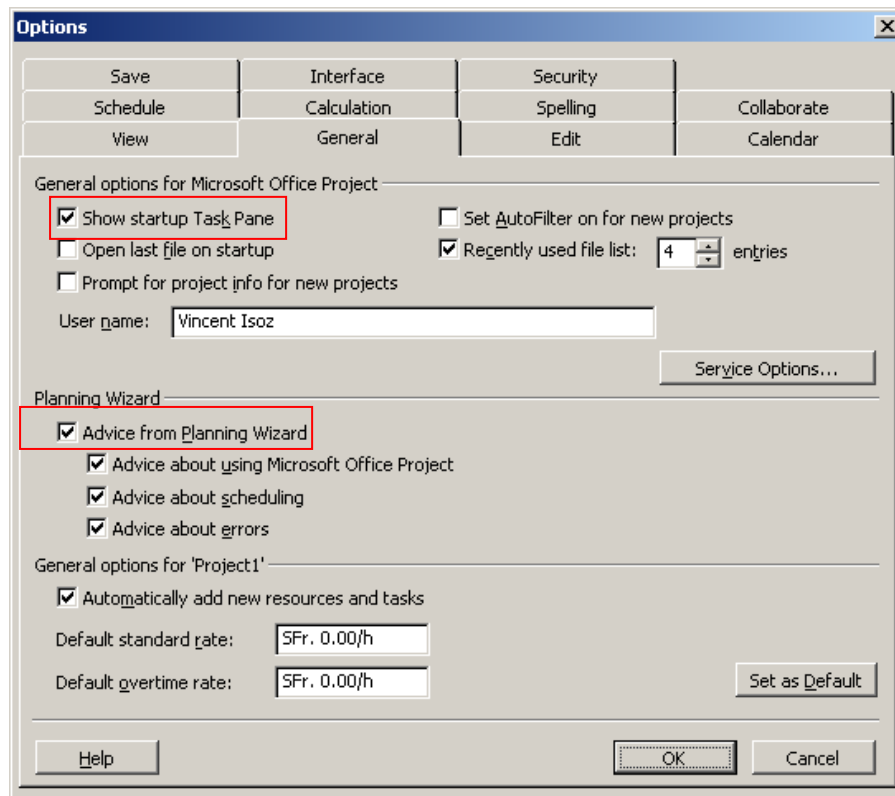 Options
Save Interface Security
Schedule Calculation Spelling Collaborate
View General Edit Calendar
General options for Microsoft Office Project
Show startup Task Pane Set AutoFilter on for new projects
Open last file on startup Recently used file list: 4 entries
Prompt for project info for new projects
User name: Vincent Isoz
Service Options...
Planning Wizard
Advice from Planning Wizard
Advice about using Microsoft Office Project
Advice about scheduling
Advice about errors
General options for 'Project1'
Automatically add new resources and tasks
Default standard rate: SFr. 0.00/h
Default overtime rate: SFr. 0.00/h Set as Default
Help OK Cancel